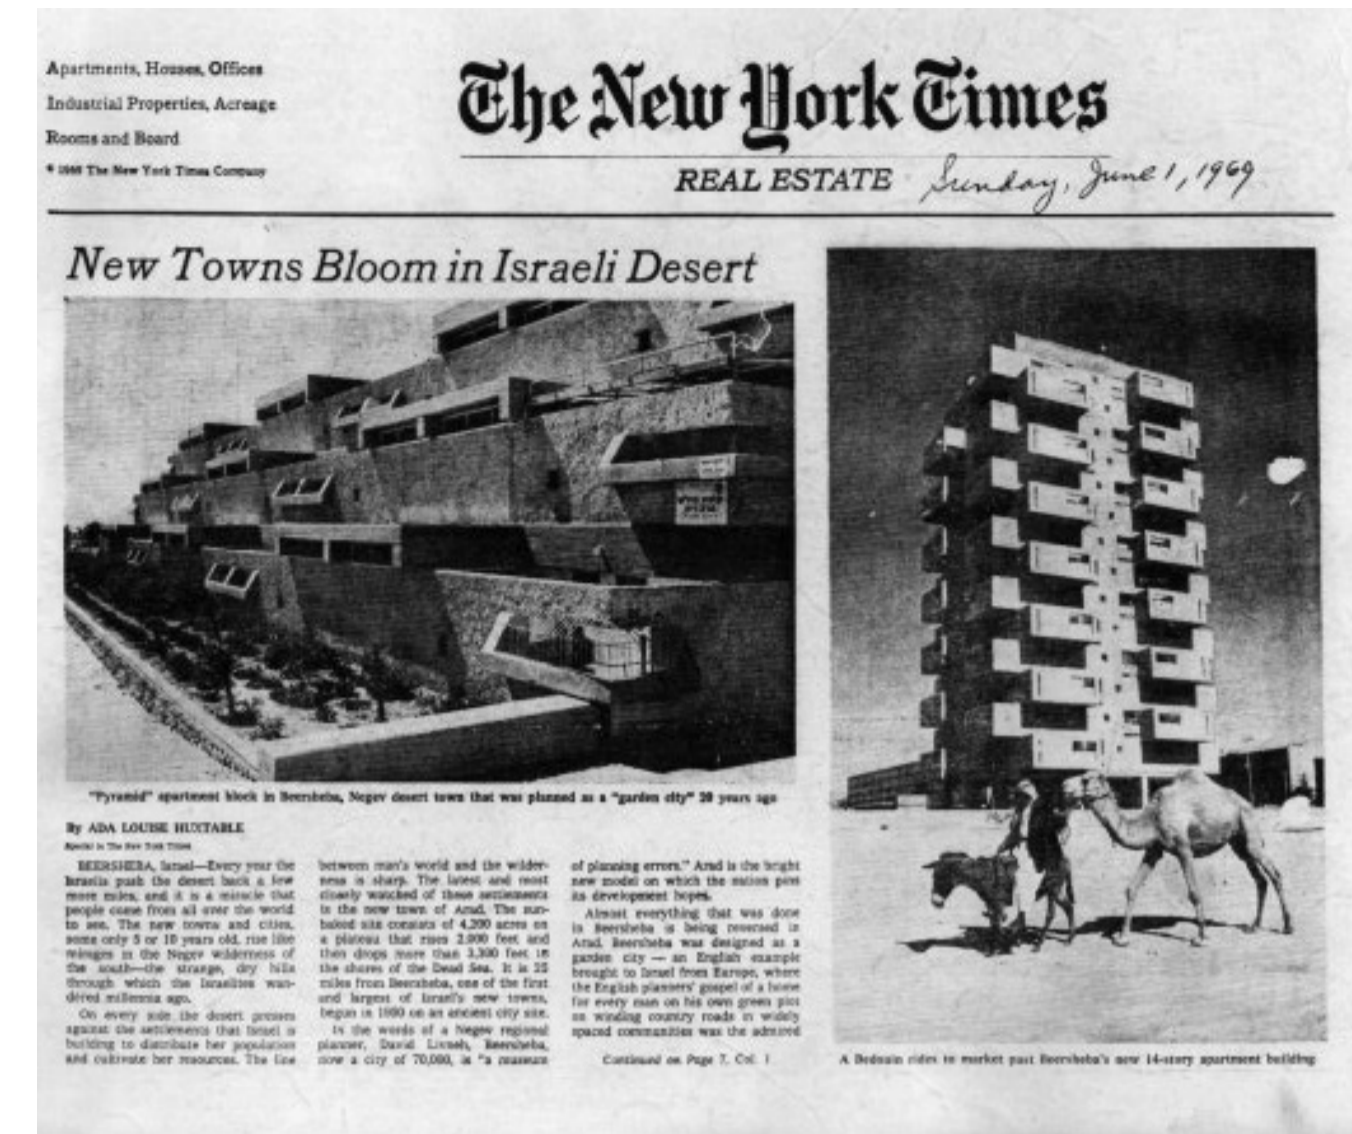 Apartments, Houses, Offices
Industrial Properties, Acreage
Rooms and Board
© 1969 The New York Times Company
The New York Times
REAL ESTATE
Sunday, June 1, 1969
New Towns Bloom in Israeli Desert
"Pyramid" apartment block in Beersheba, Negev desert town that was planned as a "garden city" 20 years ago
By ADA LOUISE HUXTABLE
Special to The New York Times
BEERSHEBA, Israel—Every year the
Israelis push the desert back a few
more miles, and it is a miracle that
people come from all over the world
to see. The new towns and cities,
some only 5 or 10 years old, rise like
mirages in the Negev wilderness of
the south—the strange, dry hills
through which the Israelites wan-
dered millennia ago.
On every side the desert presses
against the settlements that Israel is
building to distribute her population
and cultivate her resources. The line
between man's world and the wilder-
ness is sharp. The latest and most
closely watched of these settlements
is the new town of Arad. The sun-
baked site consists of 4,200 acres on
a plateau that rises 2,000 feet and
then drops more than 3,300 feet to
the shores of the Dead Sea. It is 25
miles from Beersheba, one of the first
and largest of Israel's new towns,
begun in 1950 on an ancient city site.
In the words of a Negev regional
planner, David Livneh, Beersheba,
now a city of 70,000, is "a museum
of planning errors." Arad is the bright
new model on which the nation pins
its development hopes.
Almost everything that was done
in Beersheba is being reversed in
Arad. Beersheba was designed as a
garden city — an English example
brought to Israel from Europe, where
the English planners' gospel of a home
for every man on his own green plot
on winding country roads in widely
spaced communities was the admired
Continued on Page 7, Col. 1
A Bedouin rides to market past Beersheba's new 14-story apartment building